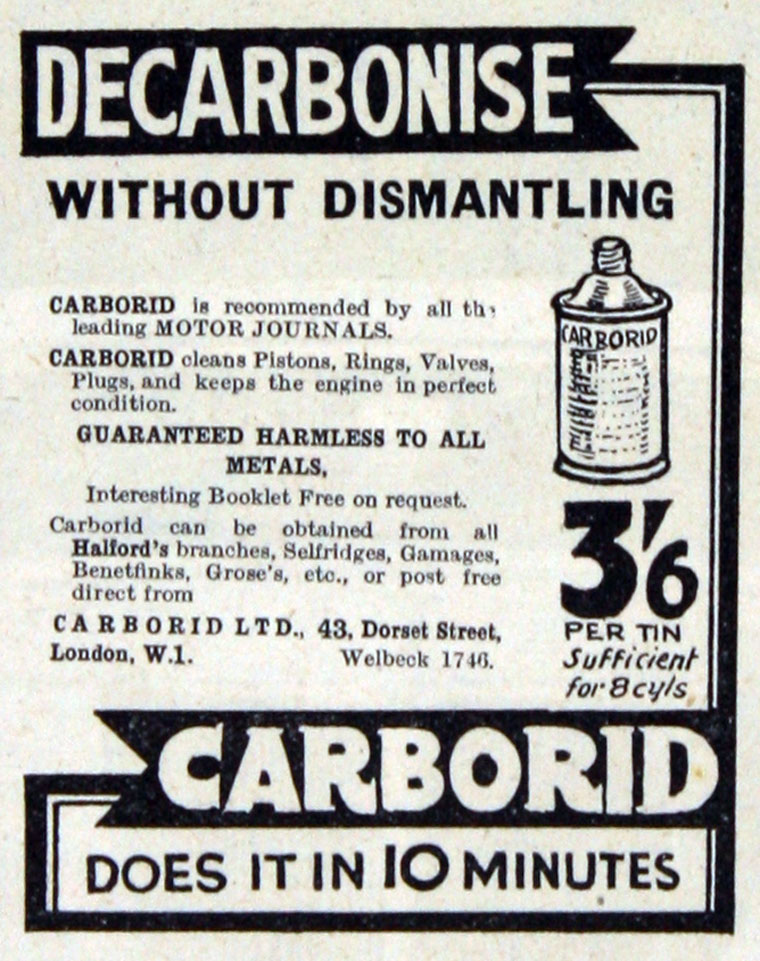 DECARBONISE
WITHOUT DISMANTLING
CARBORID is recommended by all the
leading MOTOR JOURNALS.
CARBORID cleans Pistons, Rings, Valves,
Plugs, and keeps the engine in perfect
condition.
GUARANTEED HARMLESS TO ALL
METALS,
Interesting Booklet Free on request.
Carborid can be obtained from all
Halford's branches, Selfridges, Gamages,
Benetfinks, Grose's, etc., or post free
direct from
CARBORID LTD., 43, Dorset Street,
London, W.1. Welbeck 1746.
CARBORID
3'6
PER TIN
Sufficient
for 8 cyls
CARBORID
DOES IT IN 10 MINUTES